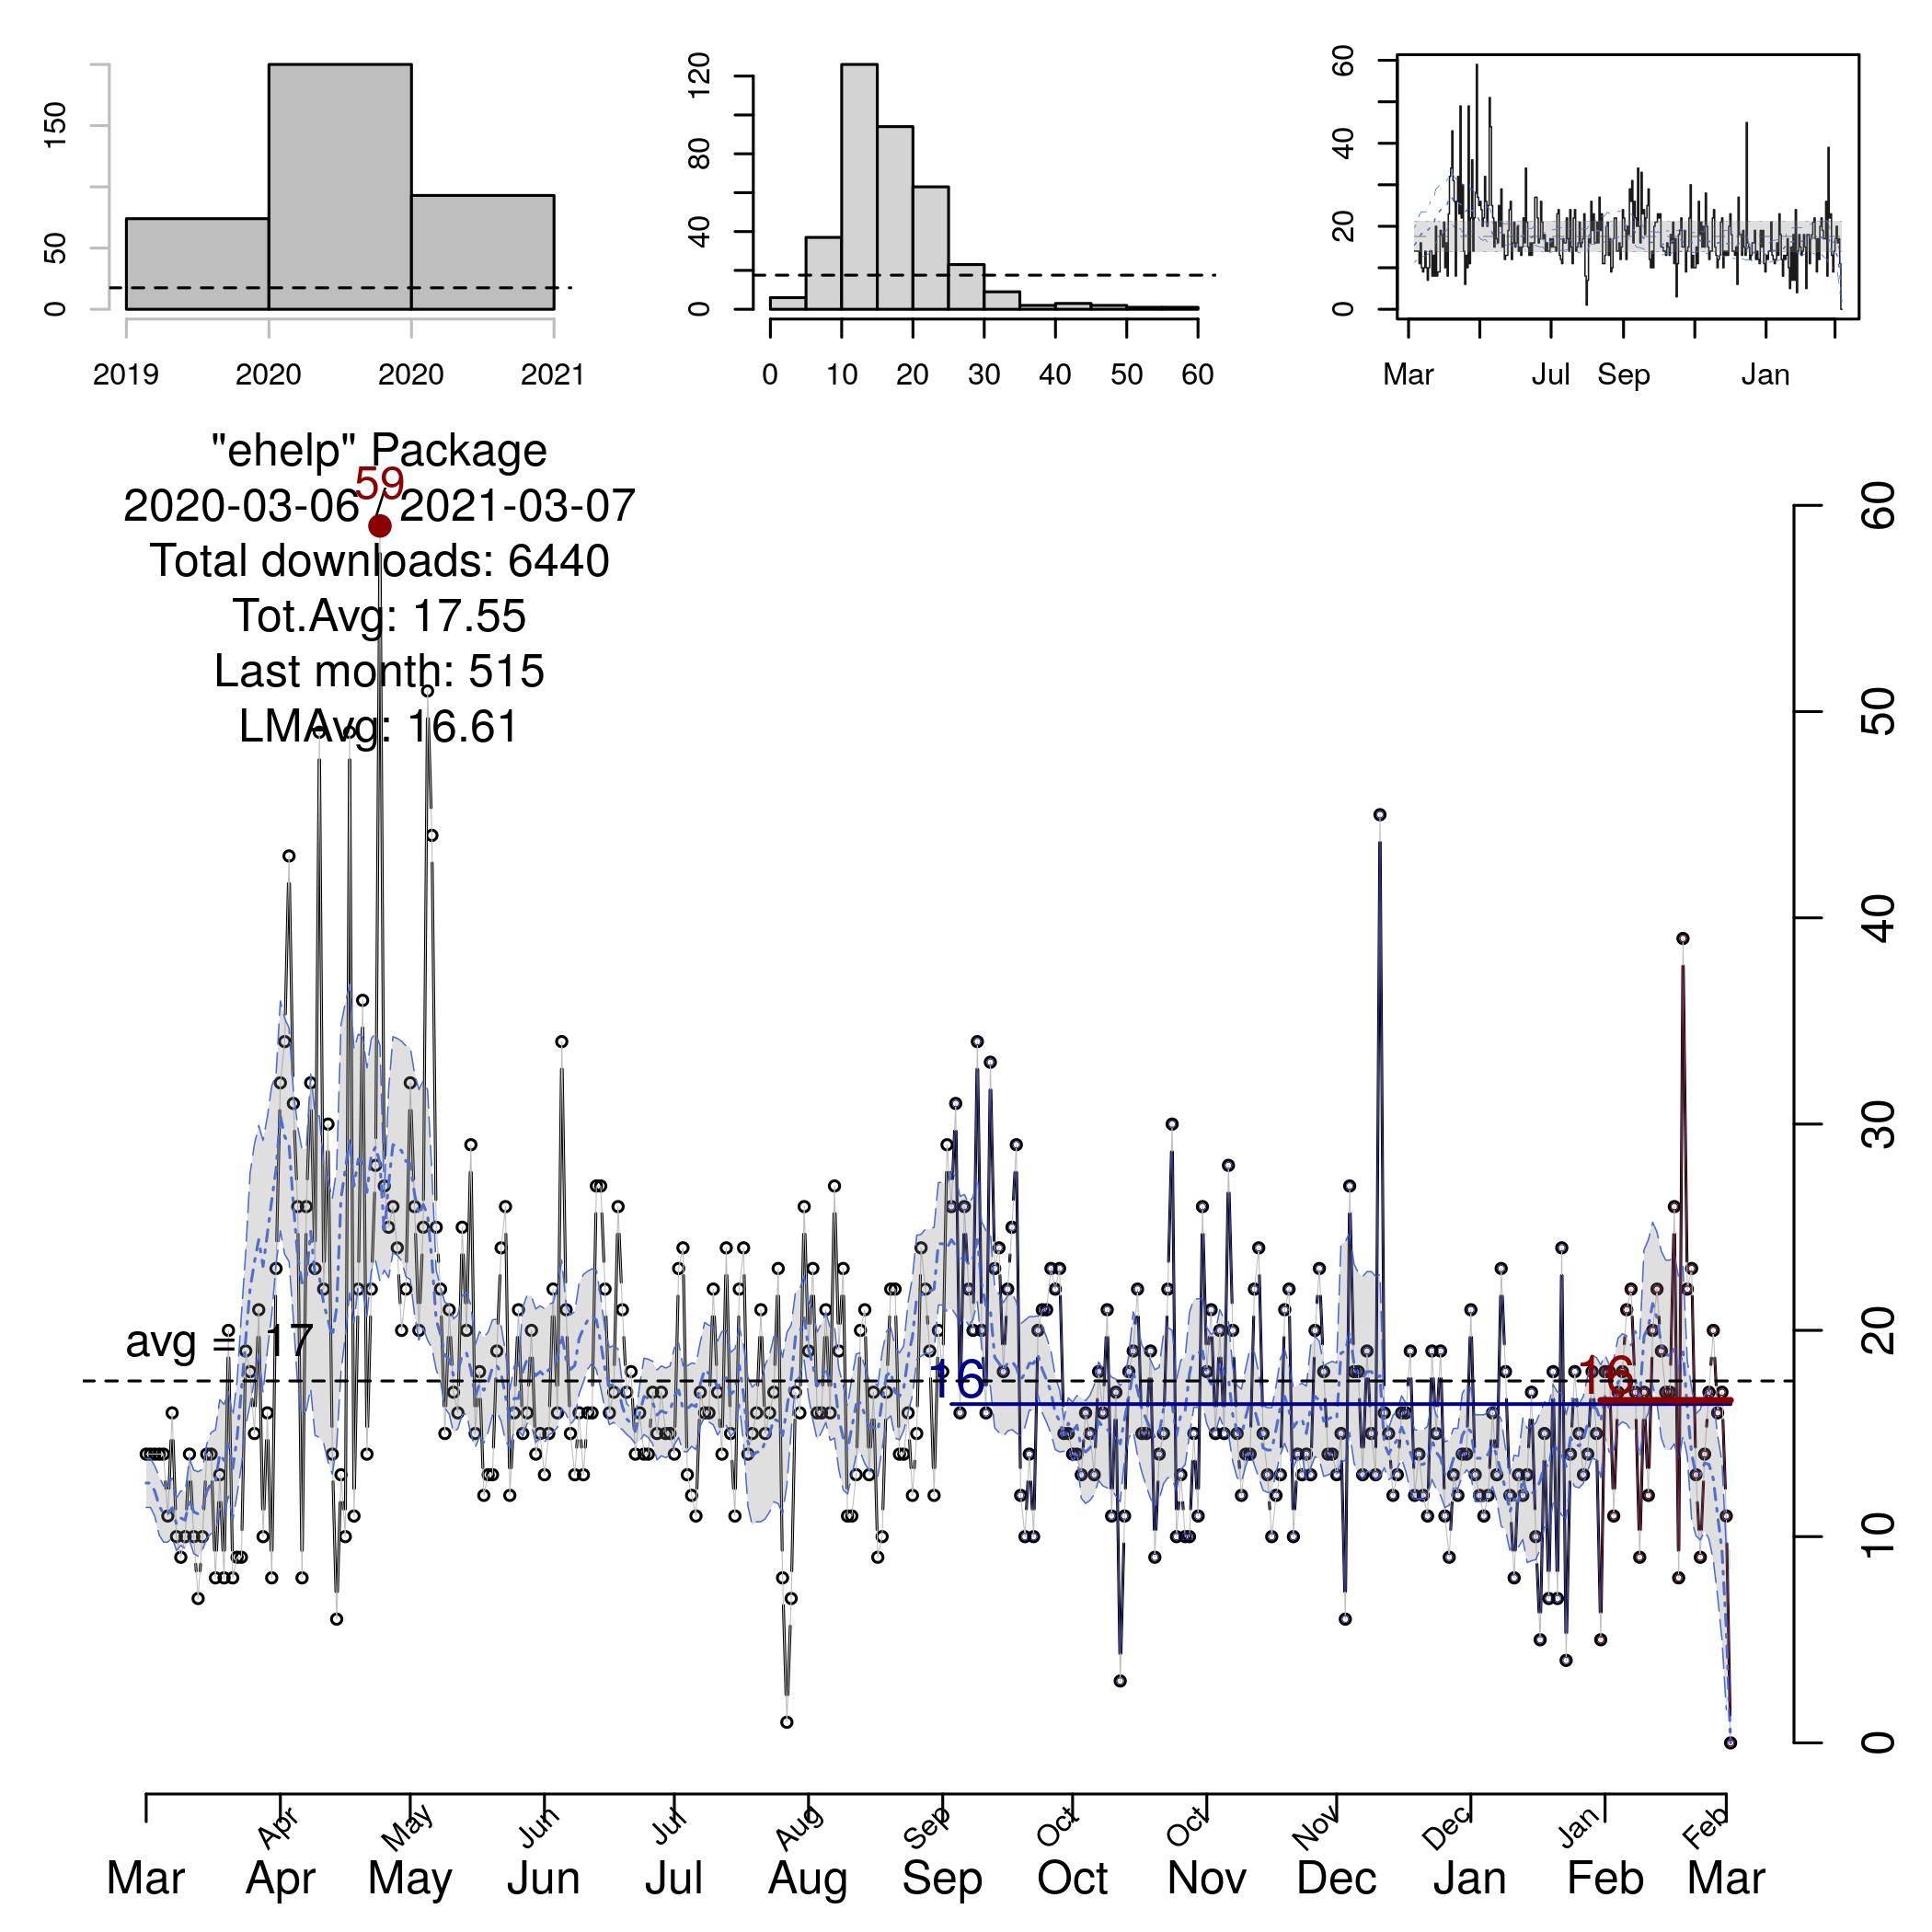 150
50
0
2019 2020 2020 2021
120
80
40
0
0 10 20 30 40 50 60
60
40
20
0
Mar Jul Sep Jan
"ehelp" Package
59
2020-03-06 2021-03-07
Total downloads: 6440
Tot.Avg: 17.55
Last month: 515
LMAvg: 16.61
avg = 17
16
16
60
50
40
30
20
10
0
Apr May Jun Jul Aug Sep Oct Oct Nov Dec Jan Feb
Mar Apr May Jun Jul Aug Sep Oct Nov Dec Jan Feb Mar